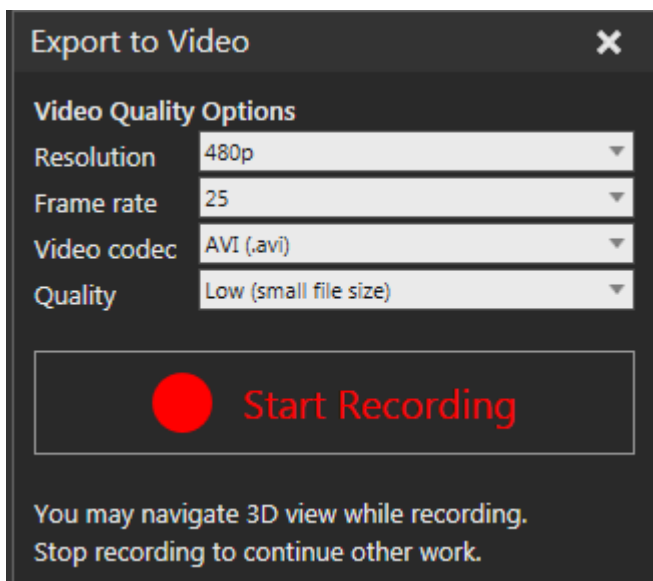 Export to Video
Video Quality Options
Resolution 480p
Frame rate 25
Video codec AVI (.avi)
Quality Low (small file size)
Start Recording
You may navigate 3D view while recording.
Stop recording to continue other work.